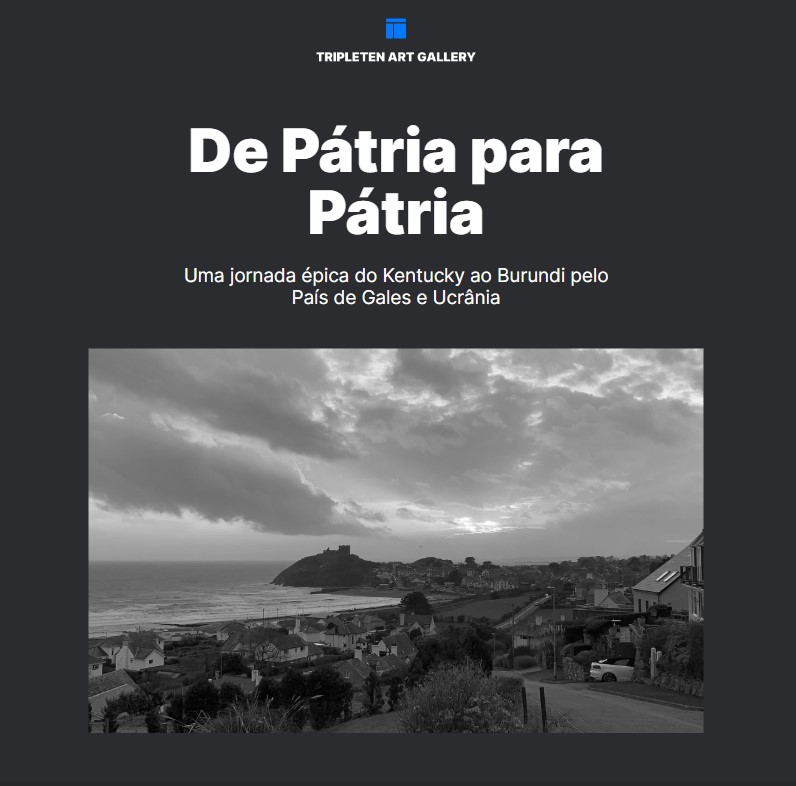 TRIPLETEN ART GALLERY
De Pátria para
Pátria
Uma jornada épica do Kentucky ao Burundi pelo
País de Gales e Ucrânia